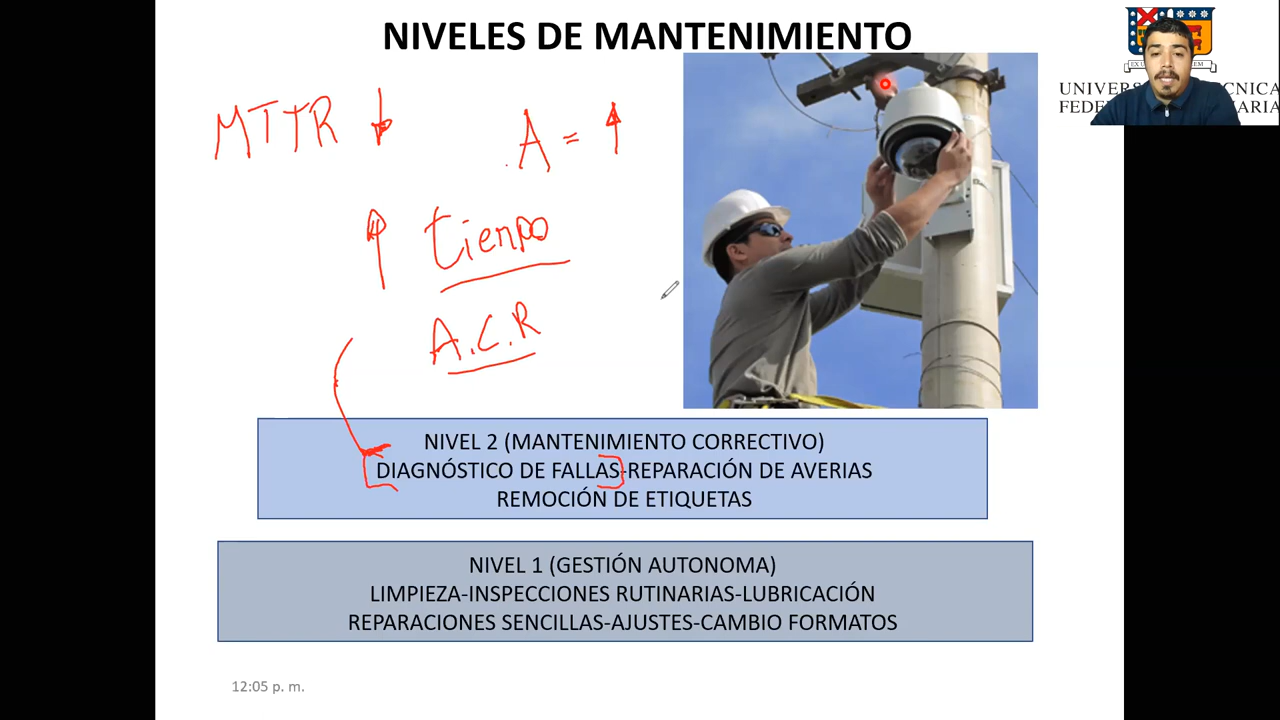 NIVELES DE MANTENIMIENTO
MTTR
A =
tiempo
A.C.R
NIVEL 2 (MANTENIMIENTO CORRECTIVO)
DIAGNÓSTICO DE FALLAS-REPARACIÓN DE AVERIAS
REMOCIÓN DE ETIQUETAS
NIVEL 1 (GESTIÓN AUTONOMA)
LIMPIEZA-INSPECCIONES RUTINARIAS-LUBRICACIÓN
REPARACIONES SENCILLAS-AJUSTES-CAMBIO FORMATOS
12:05 p. m.